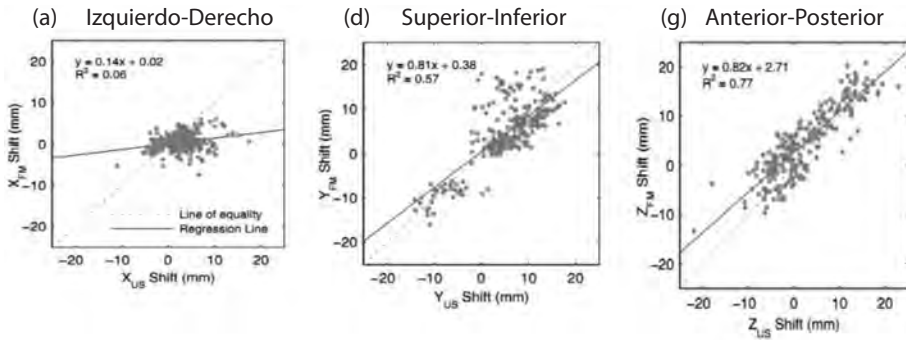 (a) Izquierdo-Derecho
y = 0.14x + 0.02
R² = 0.06
20
10
0
−10
−20
X_FM Shift (mm)
Line of equality
Regression Line
−20 −10 0 10 20
X_US Shift (mm)
(d) Superior-Inferior
y = 0.81x + 0.38
R² = 0.57
20
10
0
−10
−20
Y_FM Shift (mm)
−20 −10 0 10 20
Y_US Shift (mm)
(g) Anterior-Posterior
y = 0.82x + 2.71
R² = 0.77
20
10
0
−10
−20
Z_FM Shift (mm)
−20 −10 0 10 20
Z_US Shift (mm)